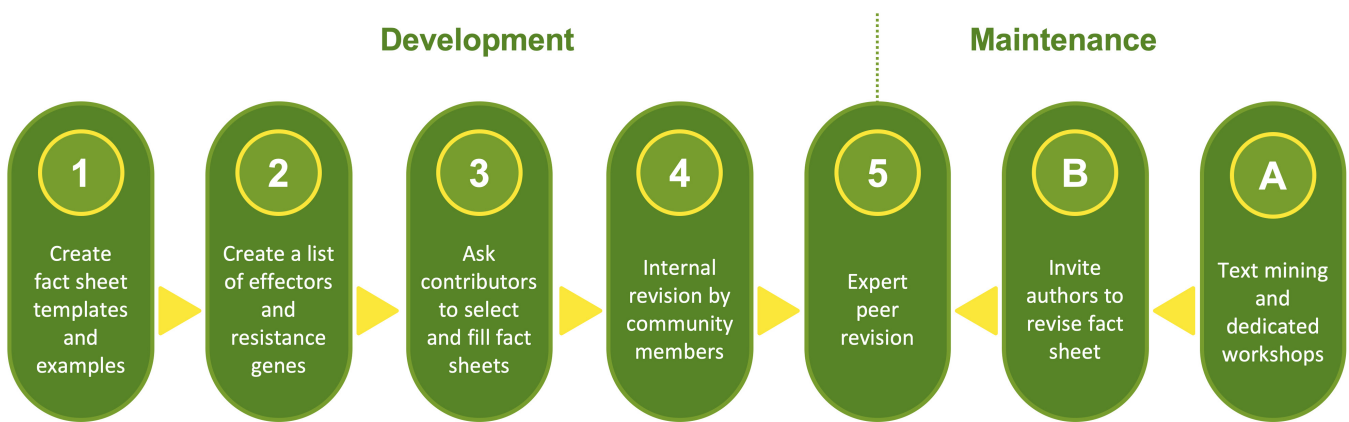 Development
Maintenance
1
Create
fact sheet
templates
and
examples
2
Create a list
of effectors
and
resistance
genes
3
Ask
contributors
to select
and fill fact
sheets
4
Internal
revision by
community
members
5
Expert
peer
revision
B
Invite
authors to
revise fact
sheet
A
Text mining
and
dedicated
workshops